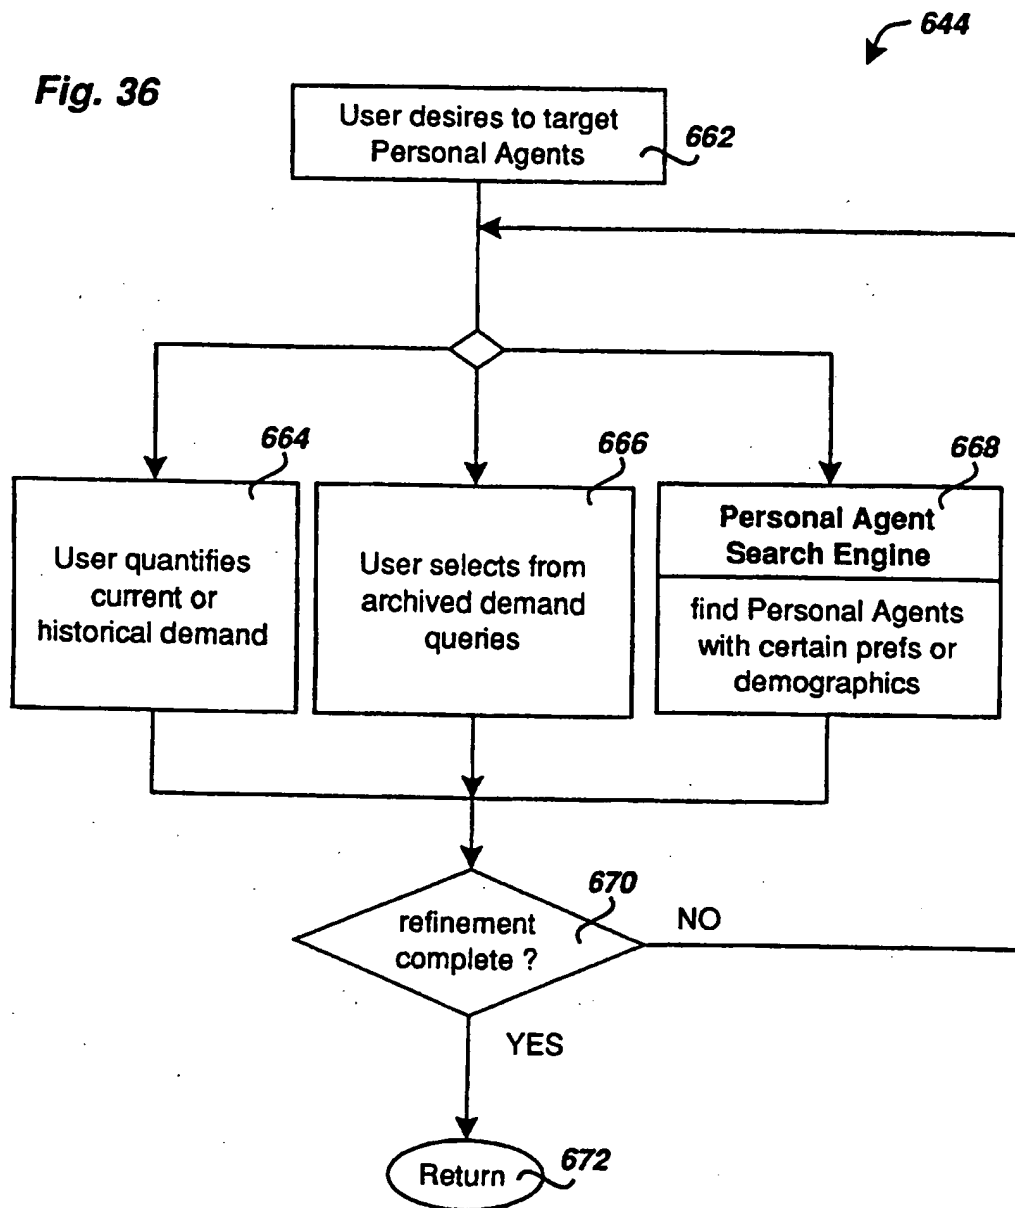 644
Fig. 36
User desires to target
Personal Agents
662
664
User quantifies
current or
historical demand
666
User selects from
archived demand
queries
668
Personal Agent
Search Engine
find Personal Agents
with certain prefs or
demographics
670
refinement
complete ?
NO
YES
Return
672